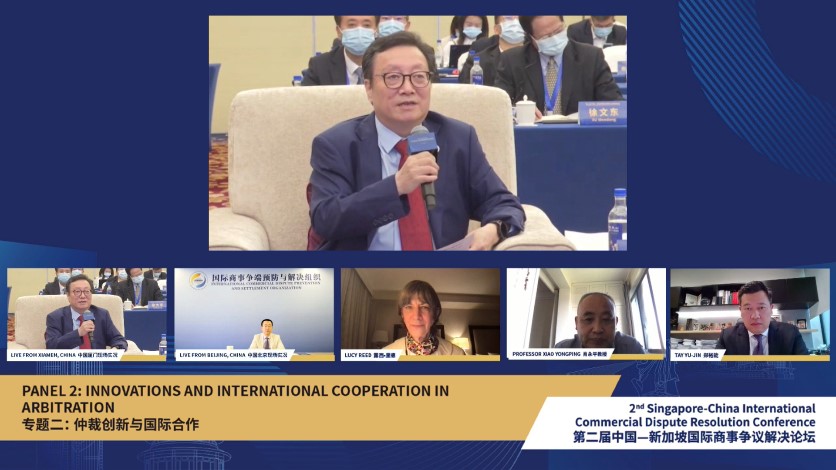 徐文东
国际商事争端预防与解决组织
INTERNATIONAL COMMERCIAL DISPUTE PREVENTION
AND SETTLEMENT ORGANIZATION
LIVE FROM XIAMEN, CHINA 中国厦门现场实况
LIVE FROM BEIJING, CHINA 中国北京现场实况
LUCY REED 露西•里德
PROFESSOR XIAO YONGPING 肖永平教授
TAY YU-JIN 郑裕能
PANEL 2: INNOVATIONS AND INTERNATIONAL COOPERATION IN
ARBITRATION
专题二：仲裁创新与国际合作
2nd Singapore-China International
Commercial Dispute Resolution Conference
第二届中国—新加坡国际商事争议解决论坛